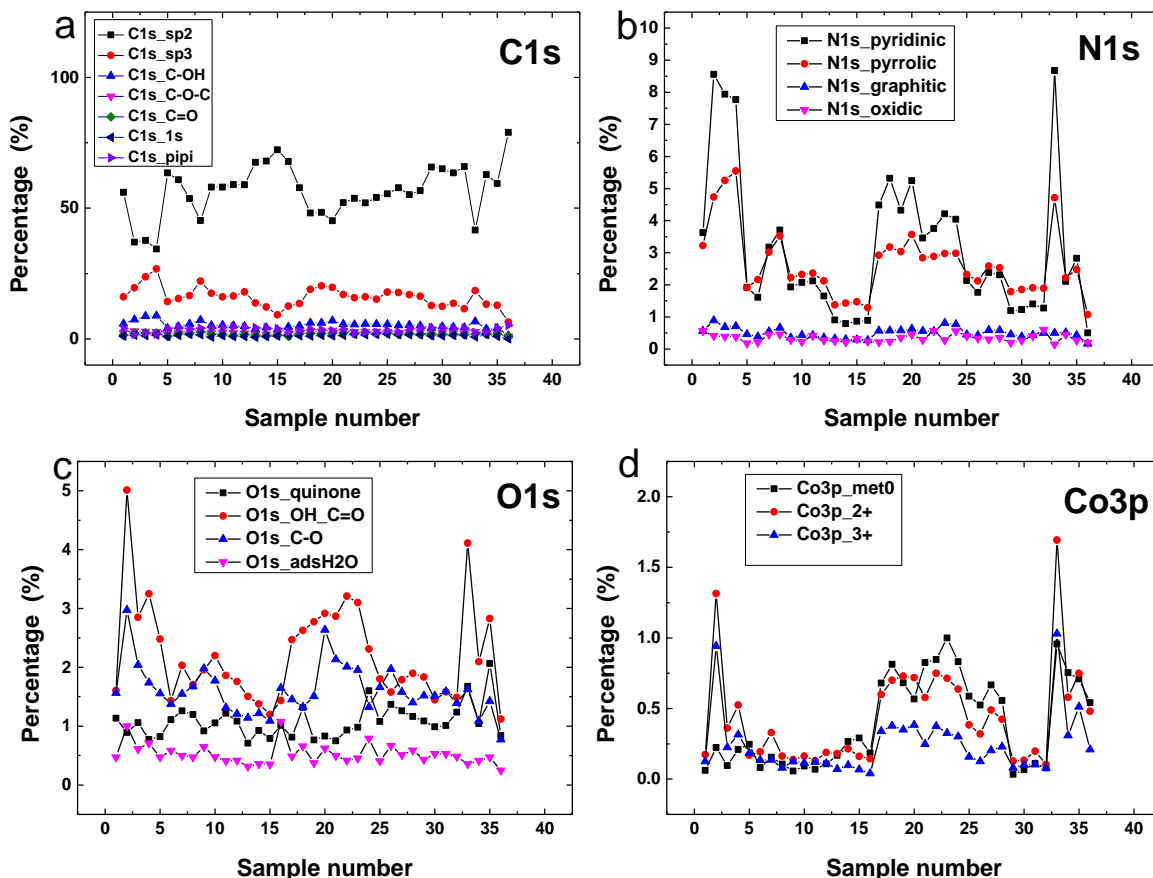 a
C1s
C1s_sp2
C1s_sp3
C1s_C-OH
C1s_C-O-C
C1s_C=O
C1s_1s
C1s_pipi
Percentage (%)
100
50
0
0 5 10 15 20 25 30 35 40
Sample number
b
N1s
N1s_pyridinic
N1s_pyrrolic
N1s_graphitic
N1s_oxidic
Percentage (%)
10
9
8
7
6
5
4
3
2
1
0
0 5 10 15 20 25 30 35 40
Sample number
c
O1s
O1s_quinone
O1s_OH_C=O
O1s_C-O
O1s_adsH2O
Percentage (%)
5
4
3
2
1
0
0 5 10 15 20 25 30 35 40
Sample number
d
Co3p
Co3p_met0
Co3p_2+
Co3p_3+
Percentage (%)
2.0
1.5
1.0
0.5
0.0
0 5 10 15 20 25 30 35 40
Sample number